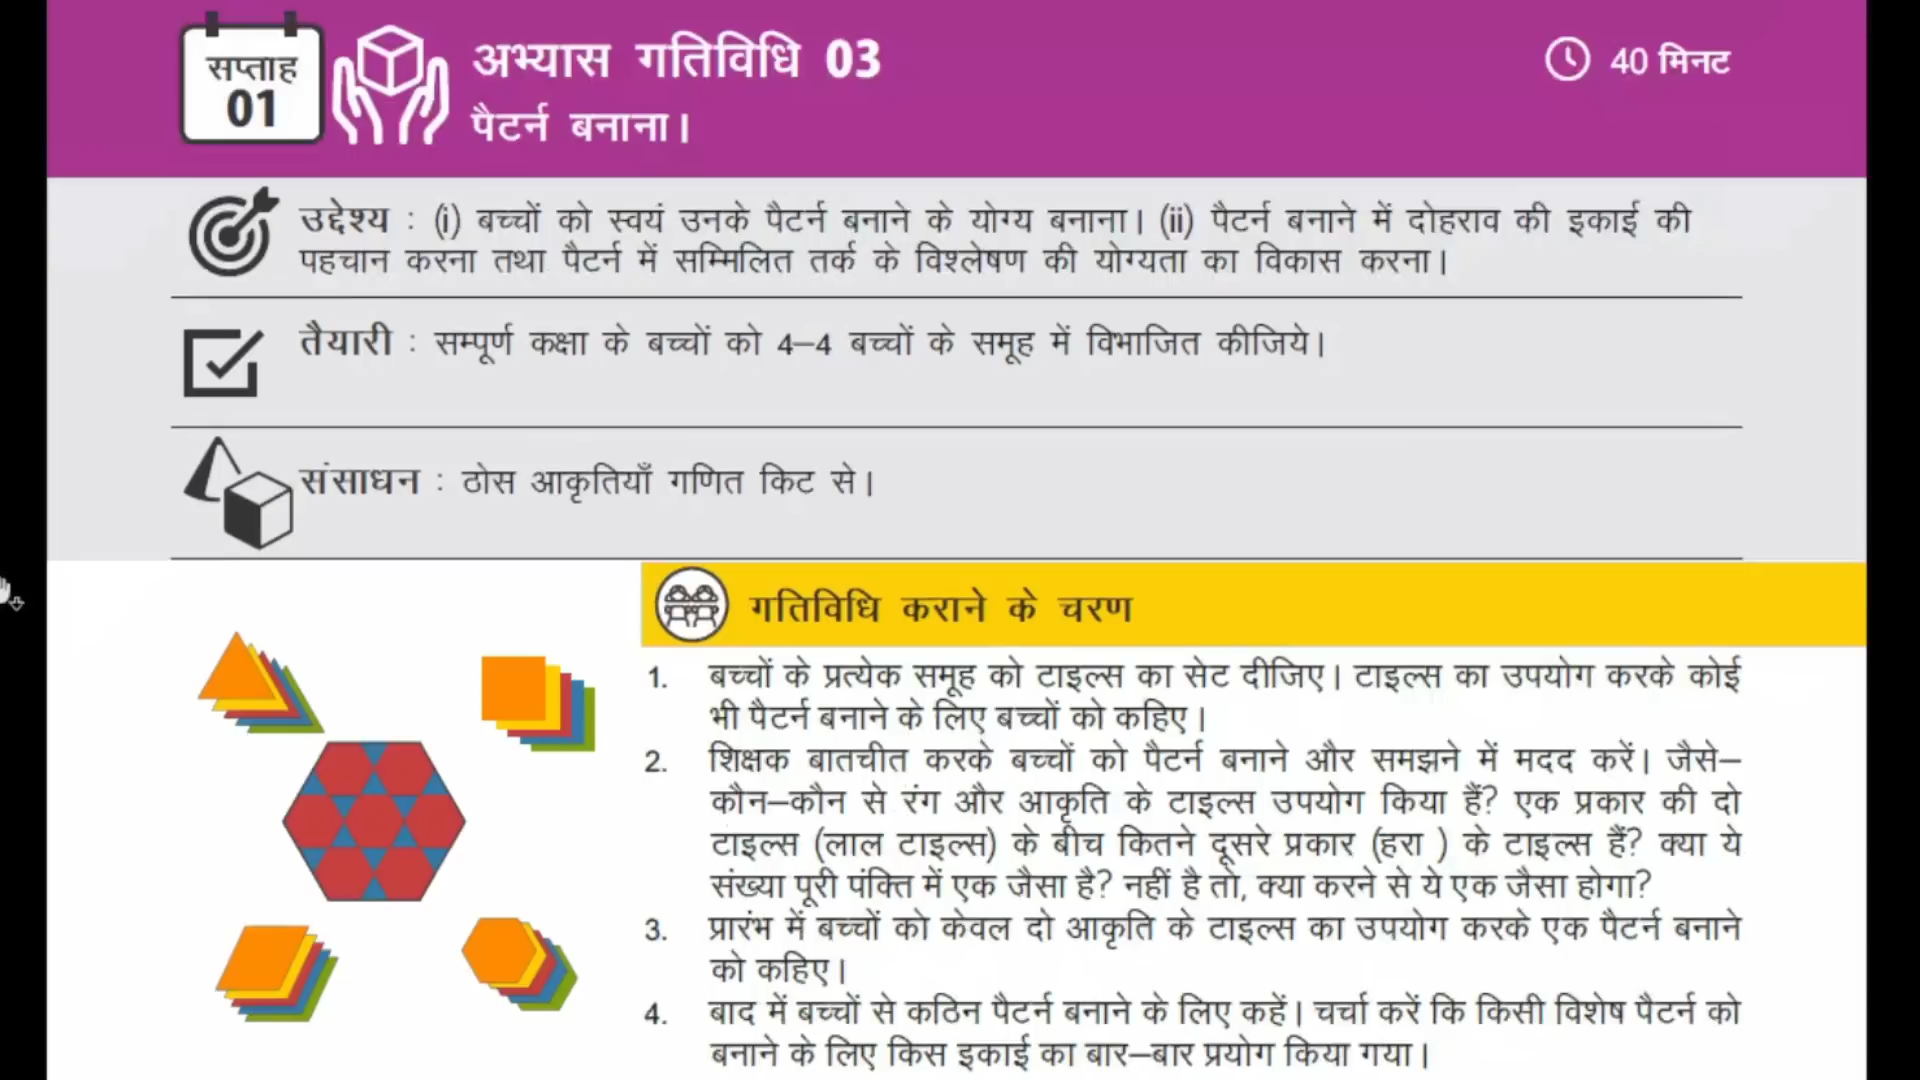 सप्ताह
01
अभ्यास गतिविधि 03
पैटर्न बनाना।
40 मिनट
उद्देश्य : (i) बच्चों को स्वयं उनके पैटर्न बनाने के योग्य बनाना। (ii) पैटर्न बनाने में दोहराव की इकाई की
पहचान करना तथा पैटर्न में सम्मिलित तर्क के विश्लेषण की योग्यता का विकास करना।
तैयारी : सम्पूर्ण कक्षा के बच्चों को 4–4 बच्चों के समूह में विभाजित कीजिये।
संसाधन : ठोस आकृतियाँ गणित किट से।
गतिविधि कराने के चरण
1. बच्चों के प्रत्येक समूह को टाइल्स का सेट दीजिए। टाइल्स का उपयोग करके कोई
भी पैटर्न बनाने के लिए बच्चों को कहिए।
2. शिक्षक बातचीत करके बच्चों को पैटर्न बनाने और समझने में मदद करें। जैसे–
कौन–कौन से रंग और आकृति के टाइल्स उपयोग किया हैं? एक प्रकार की दो
टाइल्स (लाल टाइल्स) के बीच कितने दूसरे प्रकार (हरा ) के टाइल्स हैं? क्या ये
संख्या पूरी पंक्ति में एक जैसा है? नहीं है तो, क्या करने से ये एक जैसा होगा?
3. प्रारंभ में बच्चों को केवल दो आकृति के टाइल्स का उपयोग करके एक पैटर्न बनाने
को कहिए।
4. बाद में बच्चों से कठिन पैटर्न बनाने के लिए कहें। चर्चा करें कि किसी विशेष पैटर्न को
बनाने के लिए किस इकाई का बार–बार प्रयोग किया गया।